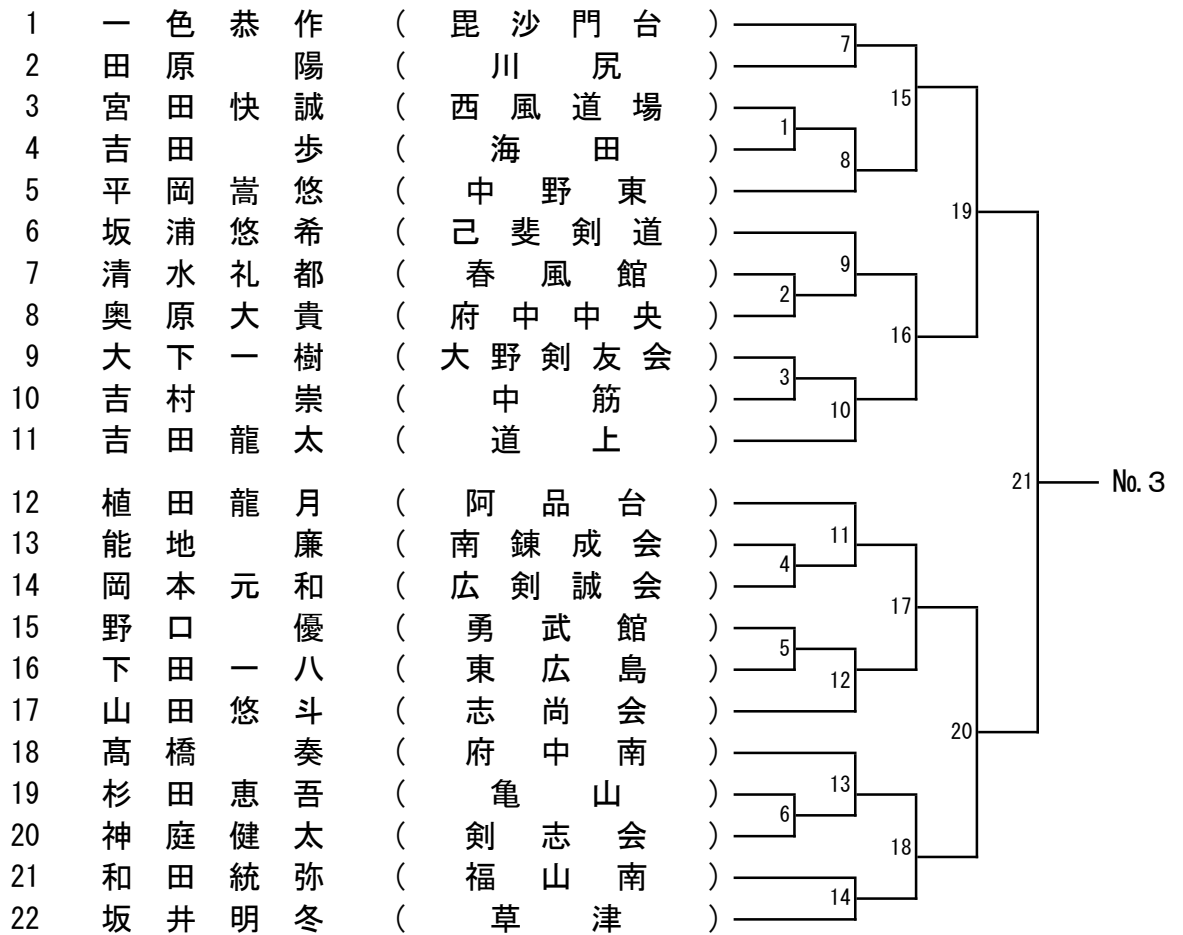 1 一色恭作 (毘沙門台)
7
2 田原 陽 (川尻)
15
3 宮田快誠 (西風道場)
1
4 吉田 歩 (海田)
8
5 平岡嵩悠 (中野東)
19
6 坂浦悠希 (己斐剣道)
9
7 清水礼都 (春風館)
2
8 奥原大貴 (府中中央)
16
9 大下一樹 (大野剣友会)
3
10 吉村 崇 (中筋)
10
11 吉田龍太 (道上)
21 №.3
12 植田龍月 (阿品台)
11
13 能地 廉 (南錬成会)
4
14 岡本元和 (広剣誠会)
17
15 野口 優 (勇武館)
5
16 下田一八 (東広島)
12
17 山田悠斗 (志尚会)
20
18 髙橋 奏 (府中南)
13
19 杉田恵吾 (亀山)
6
20 神庭健太 (剣志会)
18
21 和田統弥 (福山南)
14
22 坂井明冬 (草津)